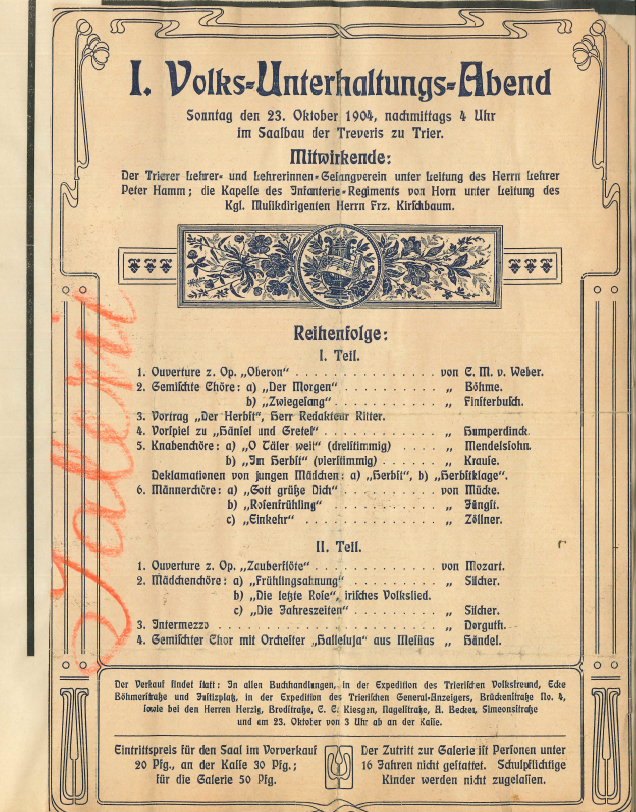 I. Volks-Unterhaltungs-Abend
Sonntag den 23. Oktober 1904, nachmittags 4 Uhr
im Saalbau der Treveris zu Trier.
Mitwirkende:
Der Trierer Lehrer- und Lehrerinnen-Gesangverein unter Leitung des Herrn Lehrer
Peter Hamm; die Kapelle des Infanterie-Regiments von Horn unter Leitung des
Kgl. Musikdirigenten Herrn Frz. Kirschbaum.
Reihenfolge:
I. Teil.
1. Ouverture z. Op. „Oberon“ . . . . . . . . . . . . . . . . von C. M. v. Weber.
2. Gemischte Chöre: a) „Der Morgen“ . . . . . . . . . . „ Böhme.
b) „Zwiegesang“ . . . . . . . . . . . „ Finsterbusch.
3. Vortrag „Der Herbst“, Herr Redakteur Ritter.
4. Vorspiel zu „Hänsel und Gretel“ . . . . . . . . . . . . „ Humperdinck.
5. Knabenchöre: a) „O Täler weit“ (dreistimmig) . . . . „ Mendelssohn.
b) „Im Herbst“ (vierstimmig) . . . . . . „ Krause.
Deklamationen von jungen Mädchen: a) „Herbst“, b) „Herbstklage“.
6. Männerchöre: a) „Gott grüße Dich“ . . . . . . . . . . von Mücke.
b) „Rosenfrühling“ . . . . . . . . . . . . „ Jüngst.
c) „Einkehr“ . . . . . . . . . . . . . . . „ Zöllner.
II. Teil.
1. Ouverture z. Op. „Zauberflöte“ . . . . . . . . . . . . . von Mozart.
2. Mädchenchöre: a) „Frühlingsahnung“ . . . . . . . . . „ Silcher.
b) „Die letzte Rose“, irisches Volkslied.
c) „Die Jahreszeiten“ . . . . . . . . . „ Silcher.
3. Intermezzo . . . . . . . . . . . . . . . . . . . . . . . . „ Dorguth.
4. Gemischter Chor mit Orchester „Halleluja“ aus Messias „ Händel.
Galerie
Der Verkauf findet statt: In allen Buchhandlungen, in der Expedition des Trierischen Volksfreund, Ecke
Böhmerstraße und Justizplatz, in der Expedition des Trierischen General-Anzeigers, Brückenstraße No. 4,
sowie bei den Herren Herzig, Brodstraße, C. C. Kiesgen, Nagelstraße, A. Becker, Simeonstraße
und am 23. Oktober von 3 Uhr ab an der Kasse.
Eintrittspreis für den Saal im Vorverkauf
20 Pfg., an der Kasse 30 Pfg.;
für die Galerie 50 Pfg.
Der Zutritt zur Galerie ist Personen unter
16 Jahren nicht gestattet. Schulpflichtige
Kinder werden nicht zugelassen.